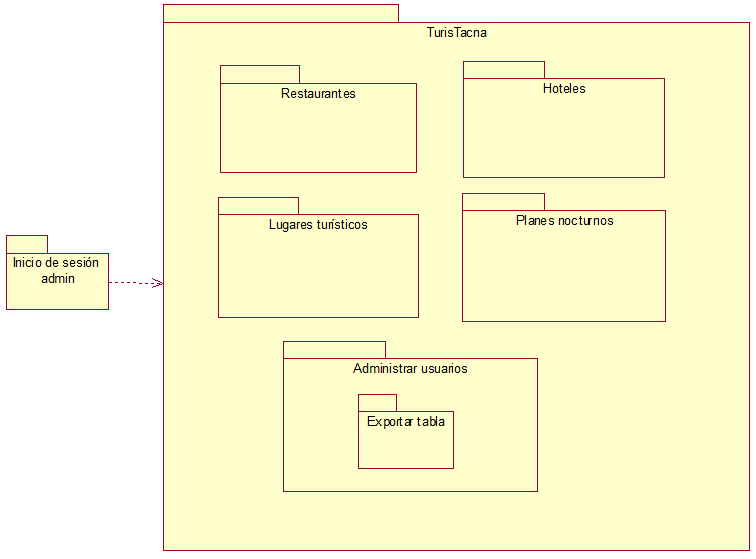 TurisTacna
Restaurantes
Hoteles
Lugares turísticos
Planes nocturnos
Inicio de sesión
admin
Administrar usuarios
Exportar tabla